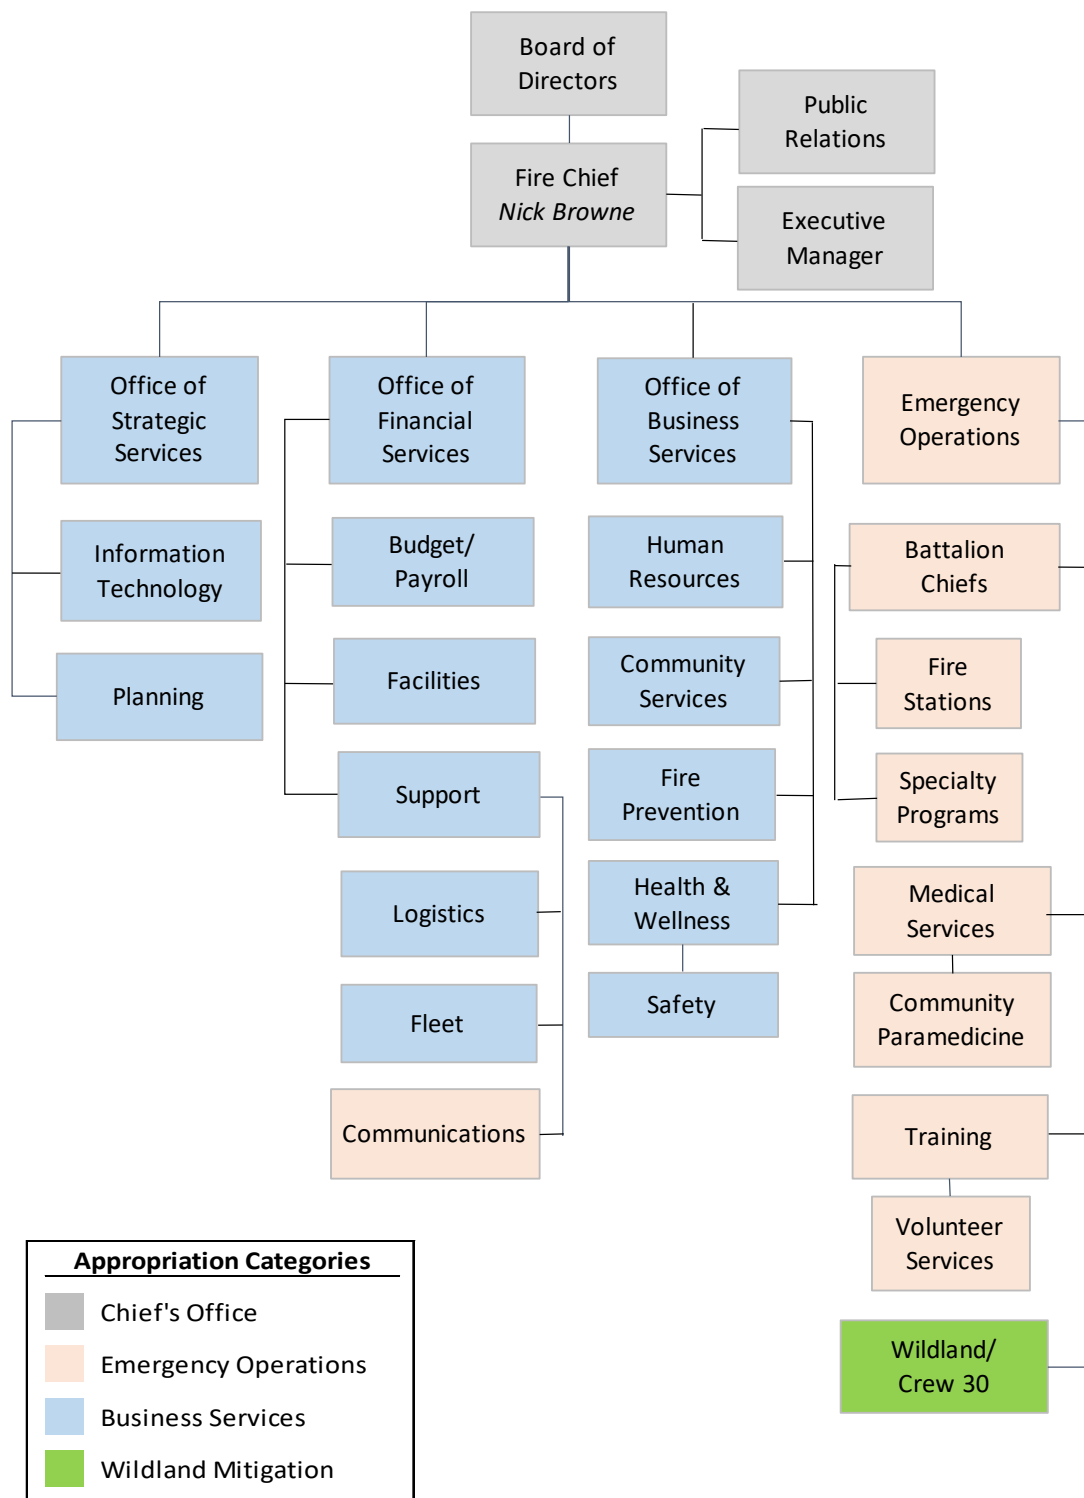 Board of
Directors
Public
Relations
Fire Chief
Nick Browne
Executive
Manager
Office of
Strategic
Services
Information
Technology
Planning
Office of
Financial
Services
Budget/
Payroll
Facilities
Support
Logistics
Fleet
Communications
Office of
Business
Services
Human
Resources
Community
Services
Fire
Prevention
Health &
Wellness
Safety
Emergency
Operations
Battalion
Chiefs
Fire
Stations
Specialty
Programs
Medical
Services
Community
Paramedicine
Training
Volunteer
Services
Wildland/
Crew 30
Appropriation Categories
Chief's Office
Emergency Operations
Business Services
Wildland Mitigation